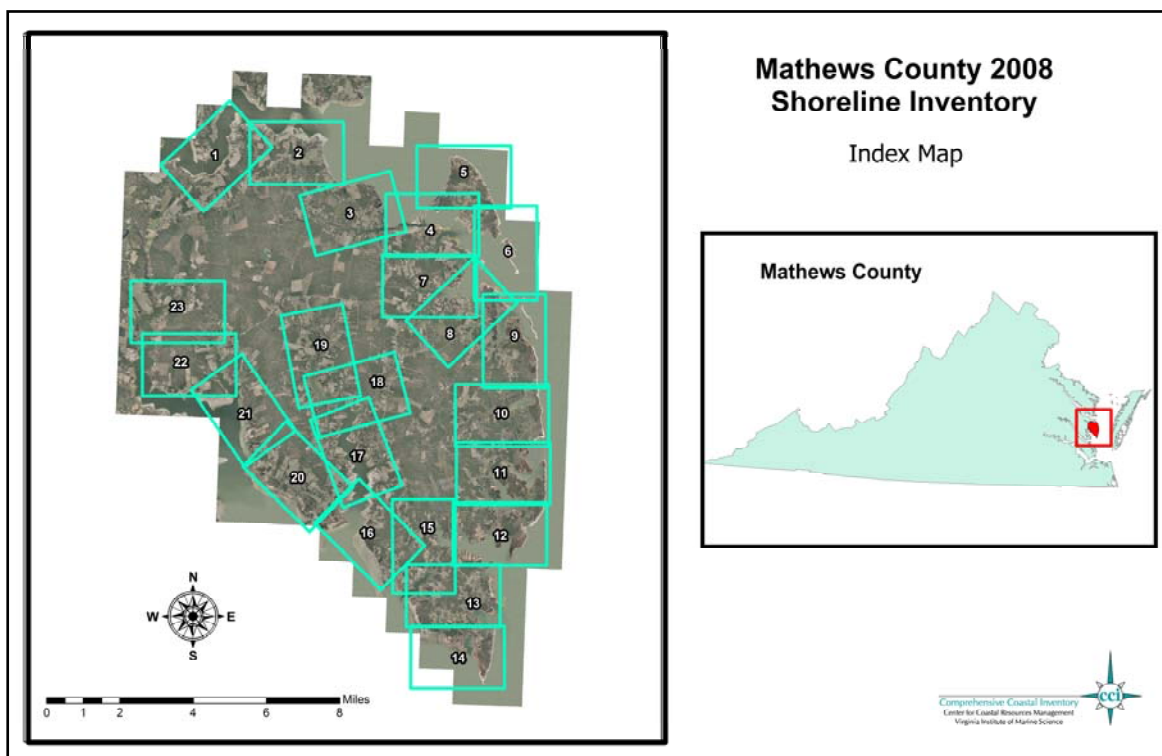 Mathews County 2008
Shoreline Inventory
Index Map
1
2
5
3
4
6
7
23
8
9
19
22
18
10
21
17
11
20
16
15
12
13
14
N
W
E
S
Miles
0 1 2 4 6 8
Mathews County
Comprehensive Coastal Inventory
Center for Coastal Resources Management
Virginia Institute of Marine Science
cci